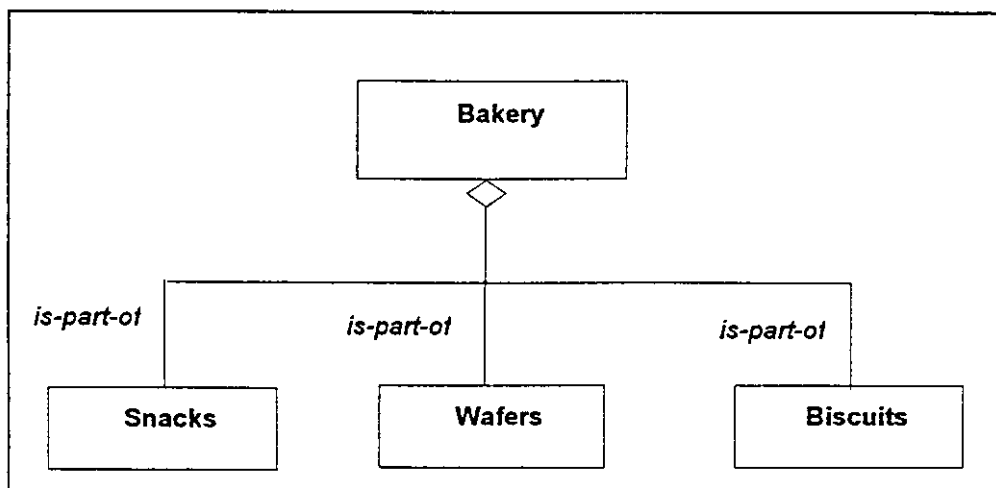 Bakery
is-part-of
is-part-of
is-part-of
Snacks
Wafers
Biscuits